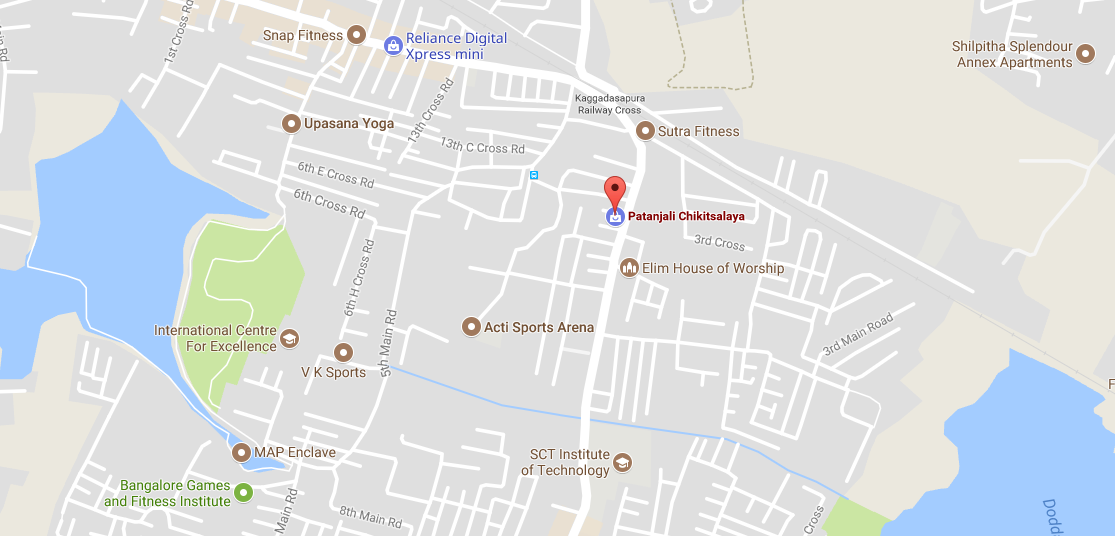 1st Cross Rd
Snap Fitness
Reliance Digital
Xpress mini
Shilpitha Splendour
Annex Apartments
Kaggadasapura
Railway Cross
13th Cross Rd
Upasana Yoga
Sutra Fitness
13th C Cross Rd
6th E Cross Rd
6th Cross Rd
Patanjali Chikitsalaya
3rd Cross
6th H Cross Rd
Elim House of Worship
International Centre
For Excellence
Acti Sports Arena
3rd Main Road
5th Main Rd
V K Sports
F
MAP Enclave
SCT Institute
of Technology
Bangalore Games
and Fitness Institute
Main Rd
8th Main Rd
Cross
Dodd